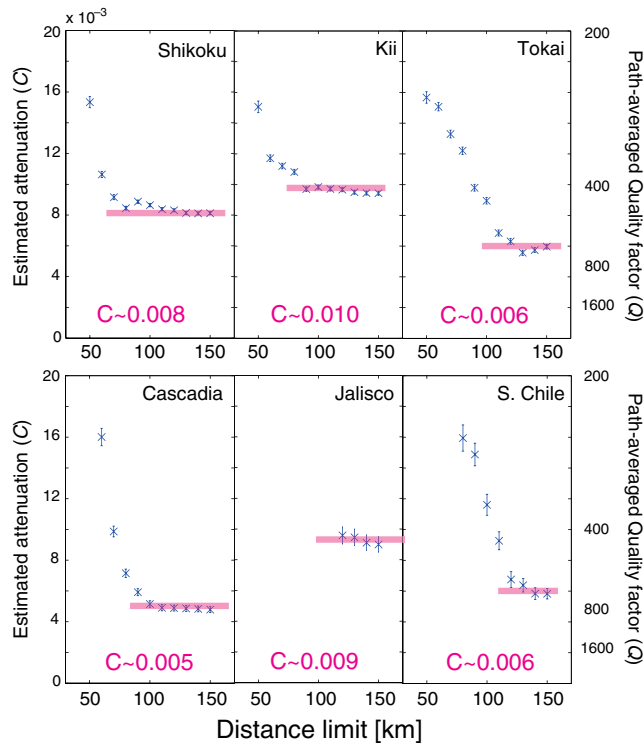 × 10⁻³
Shikoku
Kii
Tokai
20
16
12
8
4
0
Estimated attenuation (C)
C~0.008
C~0.010
C~0.006
200
400
800
1600
Path-averaged Quality factor (Q)
50 100 150
50 100 150
50 100 150
Cascadia
Jalisco
S. Chile
20
16
12
8
4
0
Estimated attenuation (C)
C~0.005
C~0.009
C~0.006
200
400
800
1600
Path-averaged Quality factor (Q)
50 100 150
50 100 150
50 100 150
Distance limit [km]